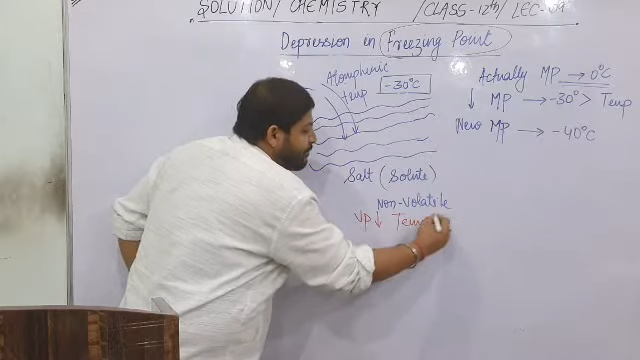 SOLUTION/CHEMISTRY /CLASS-12th/ LEC-
Depression in Freezing Point
Atomphuric temp
-30°C
Salt (Solute)
Non-Volatile
VP↓
Actually MP → 0°C
↓ MP → -30° > Temp
New MP → -40°C